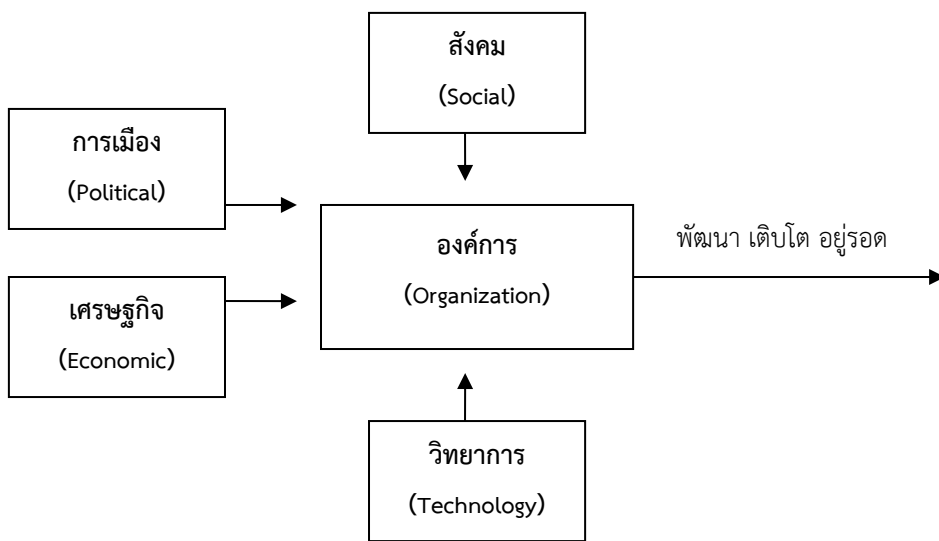 สังคม
(Social)
การเมือง
(Political)
องค์การ
(Organization)
พัฒนา เติบโต อยู่รอด
เศรษฐกิจ
(Economic)
วิทยาการ
(Technology)